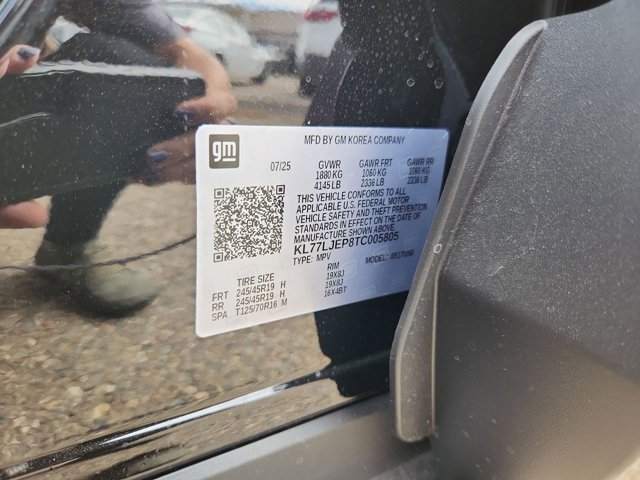 gm
MFD BY GM KOREA COMPANY
07/25 GVWR GAWR FRT GAWR RR
1880 KG 1060 KG 1060 KG
4145 LB 2336 LB 2336 LB
THIS VEHICLE CONFORMS TO ALL
APPLICABLE U.S. FEDERAL MOTOR
VEHICLE SAFETY AND THEFT PREVENTION
STANDARDS IN EFFECT ON THE DATE OF
MANUFACTURE SHOWN ABOVE.
KL77LJEP8TC005805
TYPE: MPV MODEL:
TIRE SIZE RIM
FRT 245/45R19 H 19X8J
RR 245/45R19 H 19X8J
SPA T125/70R16 M 16X4BT